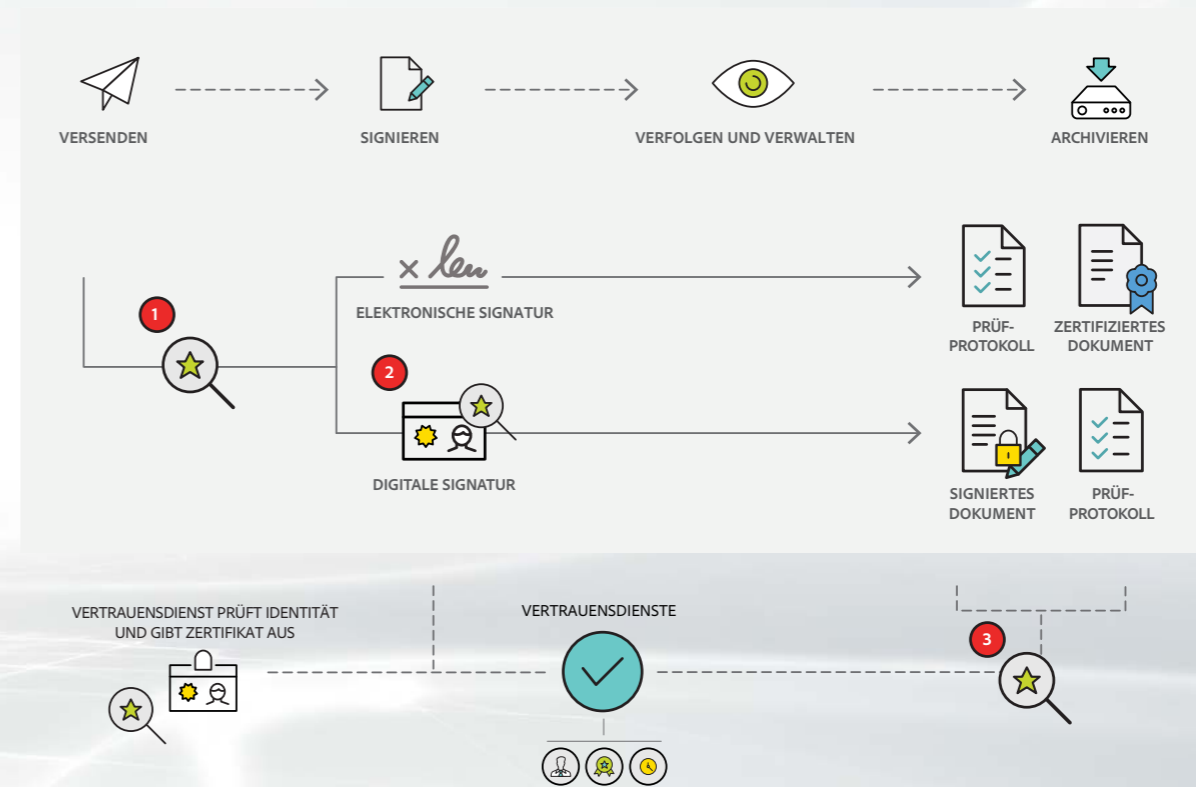 VERSENDEN
SIGNIEREN
VERFOLGEN UND VERWALTEN
ARCHIVIEREN
1
× len
ELEKTRONISCHE SIGNATUR
PRÜF-
PROTOKOLL
ZERTIFIZIERTES
DOKUMENT
2
DIGITALE SIGNATUR
SIGNIERTES
DOKUMENT
PRÜF-
PROTOKOLL
VERTRAUENSDIENST PRÜFT IDENTITÄT
UND GIBT ZERTIFIKAT AUS
VERTRAUENSDIENSTE
3